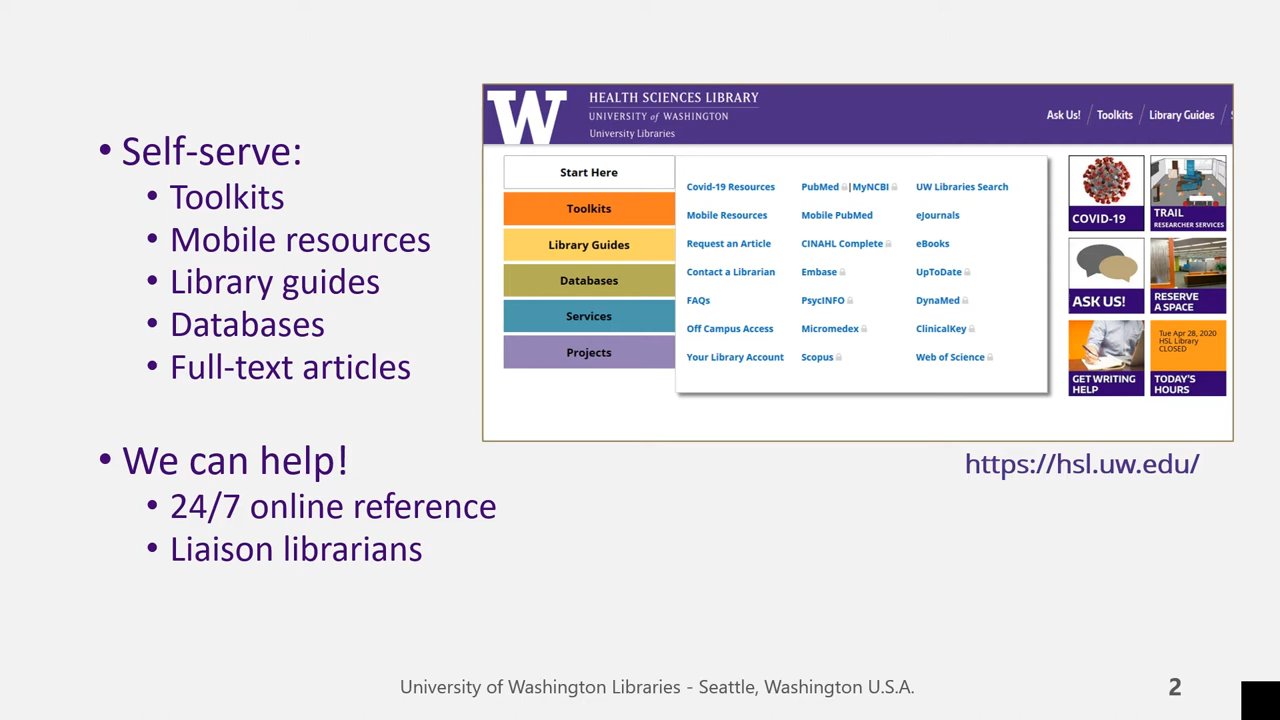 • Self-serve:
• Toolkits
• Mobile resources
• Library guides
• Databases
• Full-text articles
• We can help!
• 24/7 online reference
• Liaison librarians
W
HEALTH SCIENCES LIBRARY
UNIVERSITY of WASHINGTON
University Libraries
Ask Us! / Toolkits / Library Guides /
Start Here
Toolkits
Library Guides
Databases
Services
Projects
Covid-19 Resources
Mobile Resources
Request an Article
Contact a Librarian
FAQs
Off Campus Access
Your Library Account
PubMed |MyNCBI
Mobile PubMed
CINAHL Complete
Embase
PsycINFO
Micromedex
Scopus
UW Libraries Search
eJournals
eBooks
UpToDate
DynaMed
ClinicalKey
Web of Science
COVID-19
TRAIL
RESEARCHER SERVICES
ASK US!
RESERVE
A SPACE
GET WRITING
HELP
Tue Apr 28, 2020
HSL Library
CLOSED
TODAY'S
HOURS
https://hsl.uw.edu/
University of Washington Libraries - Seattle, Washington U.S.A.
2